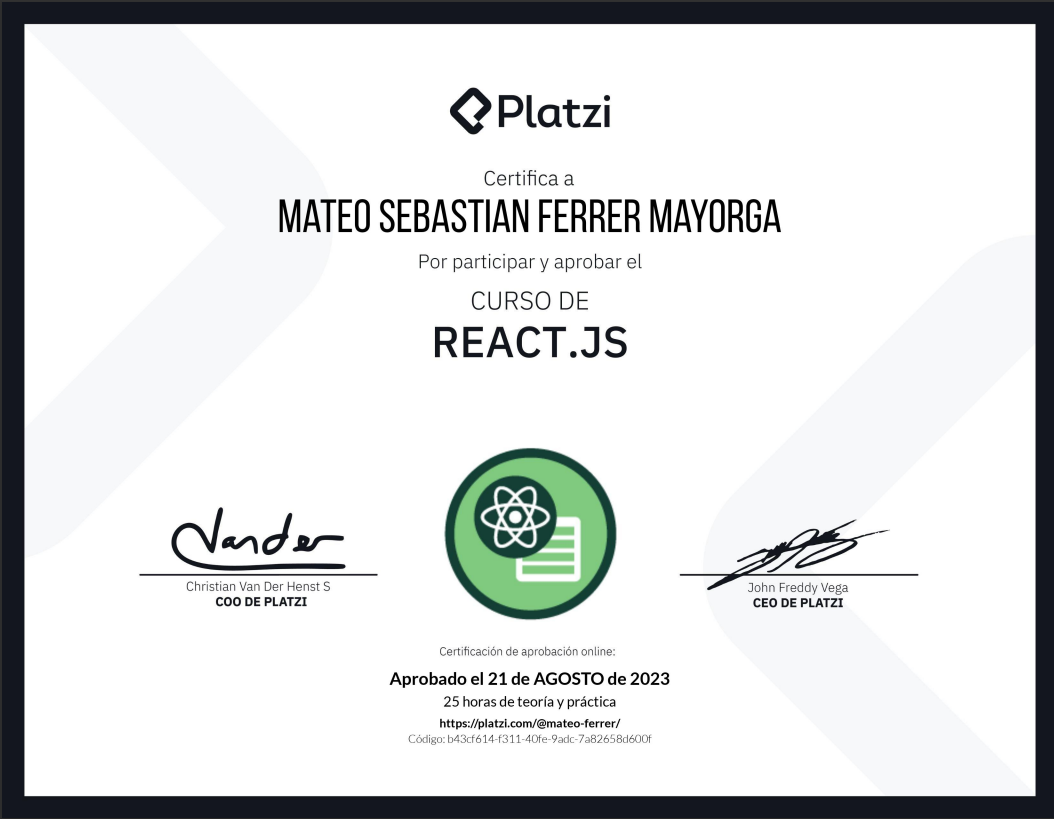 Platzi
Certifica a
MATEO SEBASTIAN FERRER MAYORGA
Por participar y aprobar el
CURSO DE
REACT.JS
Vander
Christian Van Der Henst S
COO DE PLATZI
John Freddy Vega
CEO DE PLATZI
Certificación de aprobación online:
Aprobado el 21 de AGOSTO de 2023
25 horas de teoría y práctica
https://platzi.com/@mateo-ferrer/
Código: b43cf614-f311-40fe-9adc-7a82658d600f